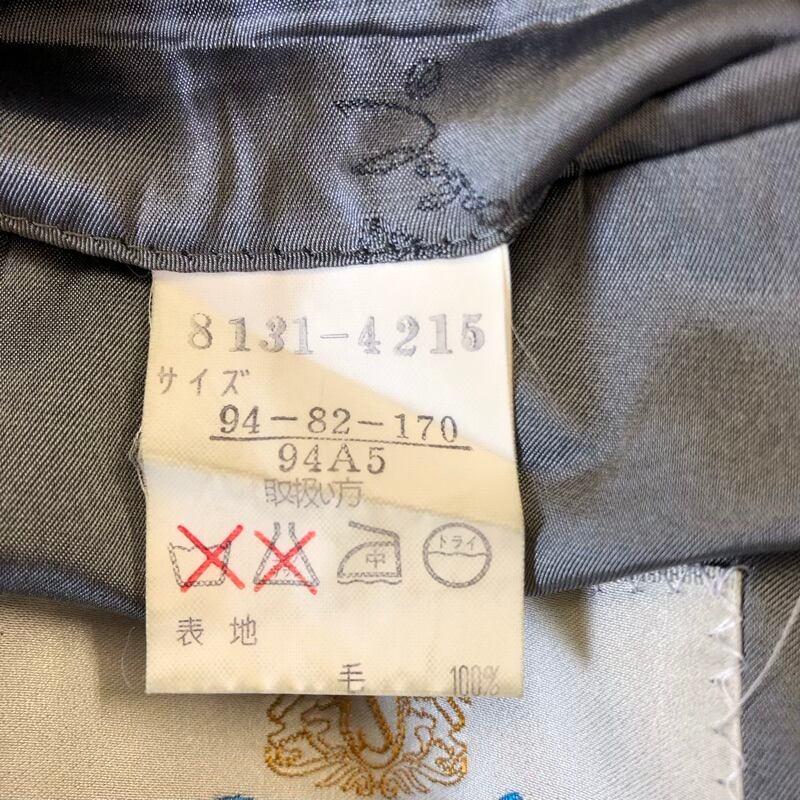 8131-4215
サイズ
94-82-170
94A5
取扱い方
中 ドライ
表地
毛 100%